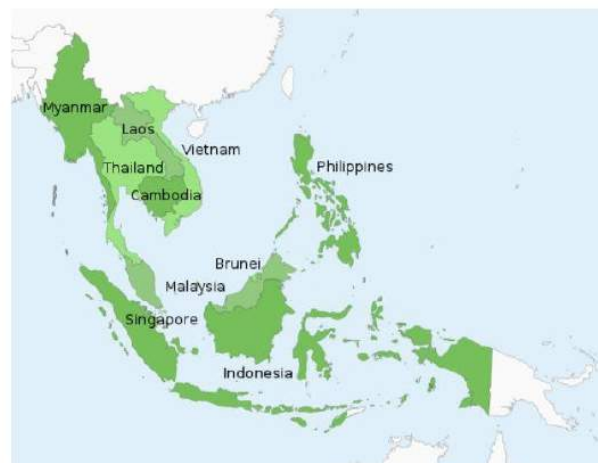 Myanmar
Laos
Vietnam
Thailand
Philippines
Cambodia
Brunei
Malaysia
Singapore
Indonesia